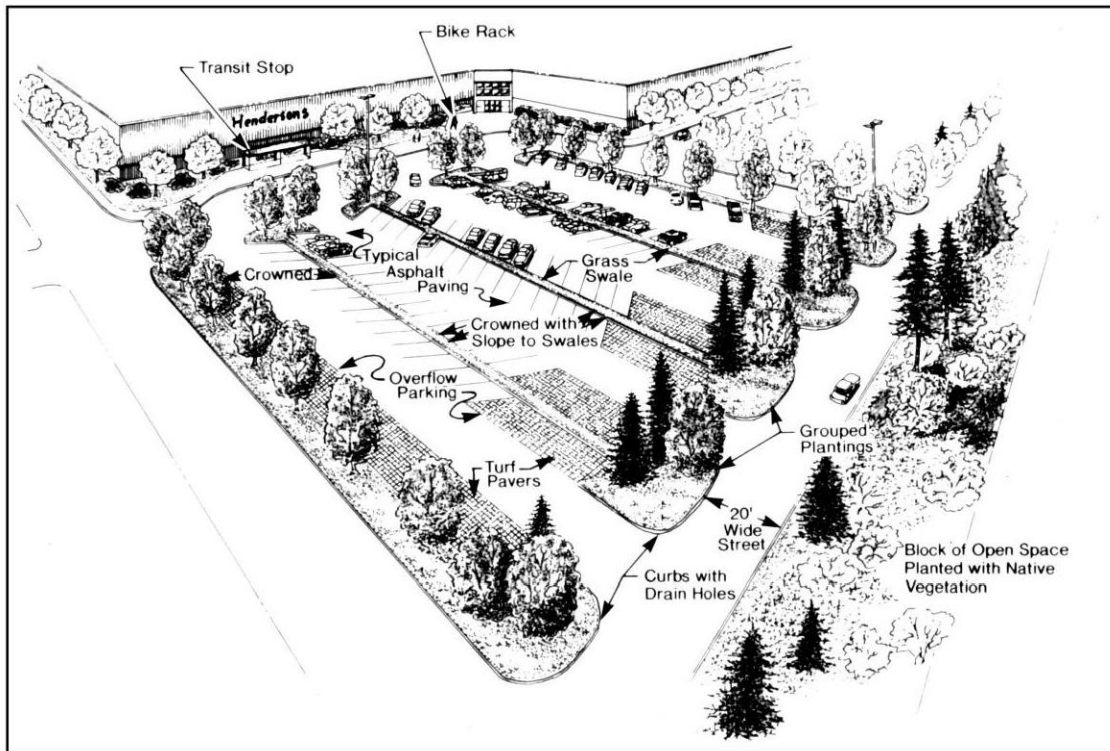 Bike Rack
Transit Stop
Hendersons
Typical
Asphalt
Paving
Grass
Swale
Crowned
Crowned with
Slope to Swales
Overflow
Parking
Grouped
Plantings
Turf
Pavers
20'
Wide
Street
Block of Open Space
Planted with Native
Vegetation
Curbs with
Drain Holes